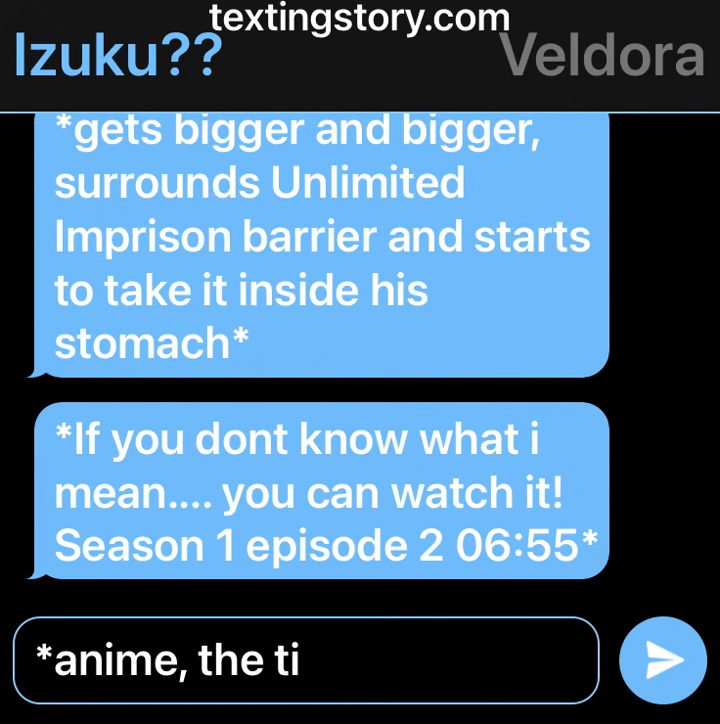 textingstory.com
Izuku?? Veldora
*gets bigger and bigger,
surrounds Unlimited
Imprison barrier and starts
to take it inside his
stomach*
*If you dont know what i
mean.... you can watch it!
Season 1 episode 2 06:55*
*anime, the ti